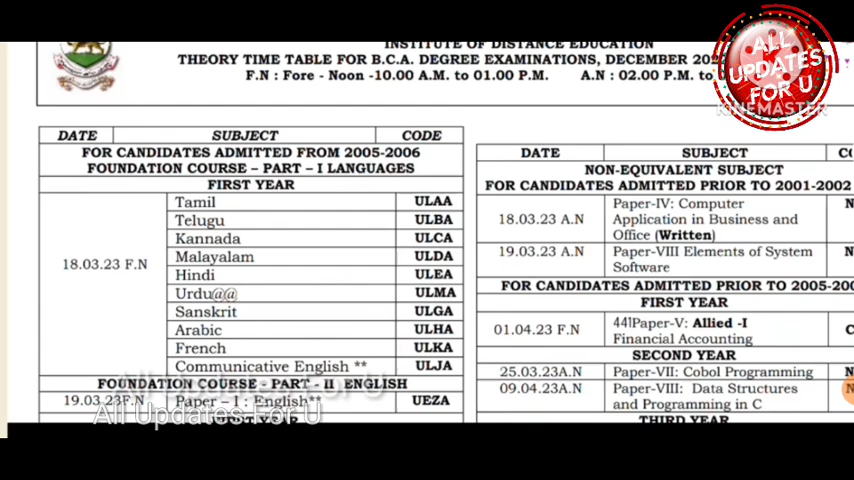 INSTITUTE OF DISTANCE EDUCATION
THEORY TIME TABLE FOR B.C.A. DEGREE EXAMINATIONS, DECEMBER
F.N : Fore - Noon -10.00 A.M. to 01.00 P.M. A.N : 02.00 P.M. to
ALL
UPDATES
FOR U
KINEMASTER
DATE SUBJECT CODE
FOR CANDIDATES ADMITTED FROM 2005-2006
FOUNDATION COURSE – PART – I LANGUAGES
FIRST YEAR
18.03.23 F.N
Tamil ULAA
Telugu ULBA
Kannada ULCA
Malayalam ULDA
Hindi ULEA
Urdu@@ ULMA
Sanskrit ULGA
Arabic ULHA
French ULKA
Communicative English ** ULJA
FOUNDATION COURSE - PART - II ENGLISH
19.03.23F.N Paper – I : English** UEZA
FIRST YEAR
All Updates For U
All Updates For U
DATE SUBJECT
NON-EQUIVALENT SUBJECT
FOR CANDIDATES ADMITTED PRIOR TO 2001-2002
18.03.23 A.N Paper-IV: Computer
Application in Business and
Office (Written)
19.03.23 A.N Paper-VIII Elements of System
Software
FOR CANDIDATES ADMITTED PRIOR TO
FIRST YEAR
01.04.23 F.N 441Paper-V: Allied -I
Financial Accounting
SECOND YEAR
25.03.23A.N Paper-VII: Cobol Programming
09.04.23A.N Paper-VIII: Data Structures
and Programming in C
THIRD YEAR